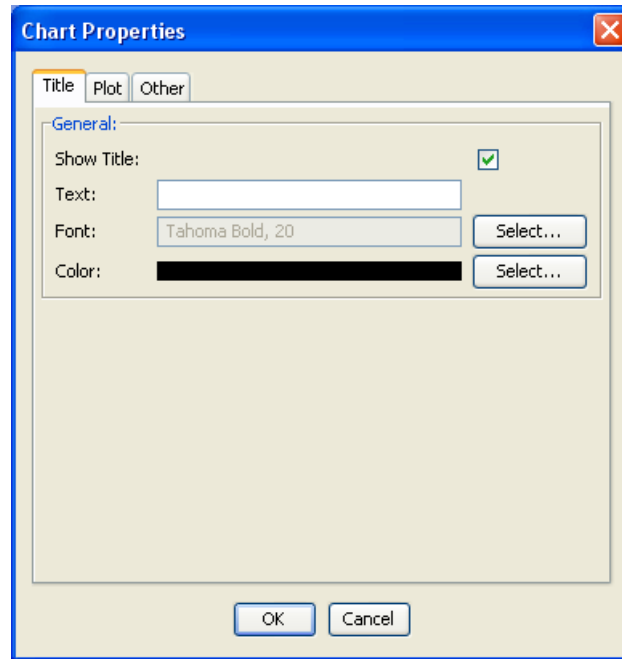 Chart Properties
Title Plot Other
General:
Show Title:
Text:
Font: Tahoma Bold, 20 Select...
Color: Select...
OK Cancel